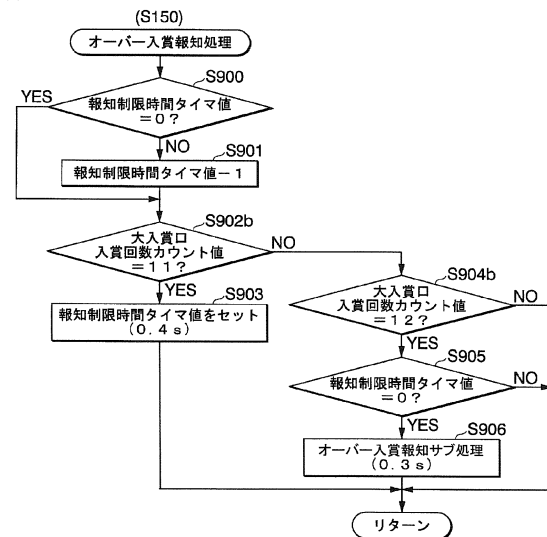 (S150)
オーバー入賞報知処理
S900
報知制限時間タイマ値
=0?
YES
NO
S901
報知制限時間タイマ値-1
S902b
大入賞口
入賞回数カウント値
=11?
NO
YES
S903
報知制限時間タイマ値をセット
(0.4s)
S904b
大入賞口
入賞回数カウント値
=12?
NO
YES
S905
報知制限時間タイマ値
=0?
NO
YES
S906
オーバー入賞報知サブ処理
(0.3s)
リターン